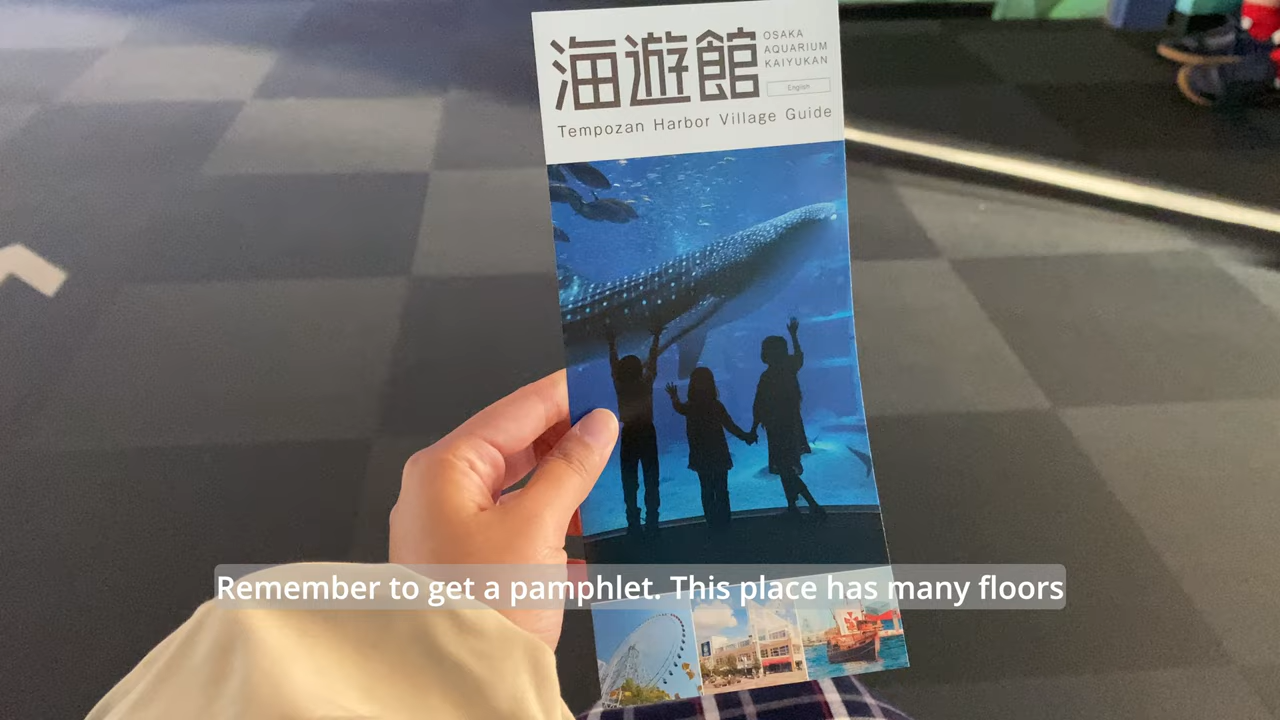 海遊館
OSAKA
AQUARIUM
KAIYUKAN
English
Tempozan Harbor Village Guide
Remember to get a pamphlet. This place has many floors